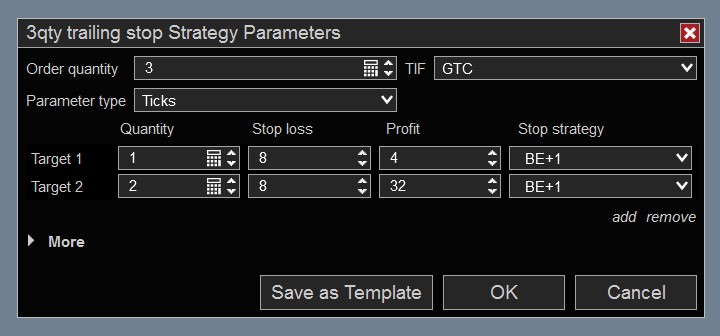 3qty trailing stop Strategy Parameters
Order quantity 3 TIF GTC
Parameter type Ticks
Quantity Stop loss Profit Stop strategy
Target 1 1 8 4 BE+1
Target 2 2 8 32 BE+1
add remove
More
Save as Template OK Cancel